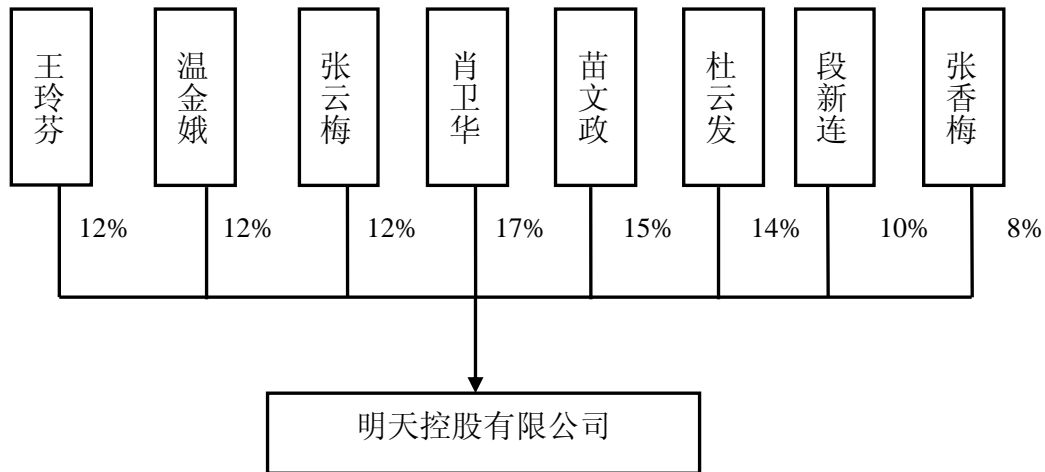 王玲芬
温金娥
张云梅
肖卫华
苗文政
杜云发
段新连
张香梅
12%
12%
12%
17%
15%
14%
10%
8%
明天控股有限公司